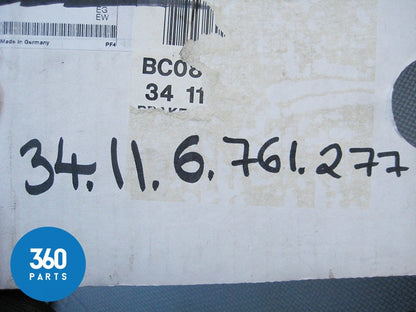 EG
EW
Made in Germany
PF4
BC08
34 11
34.11.6.761.277
360
PARTS